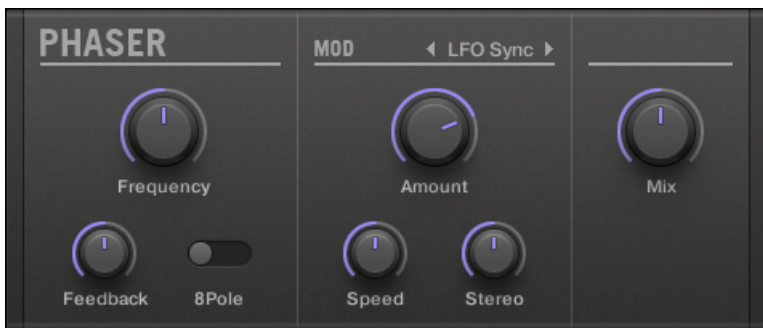 PHASER
MOD
LFO Sync
Frequency
Amount
Mix
Feedback
8Pole
Speed
Stereo